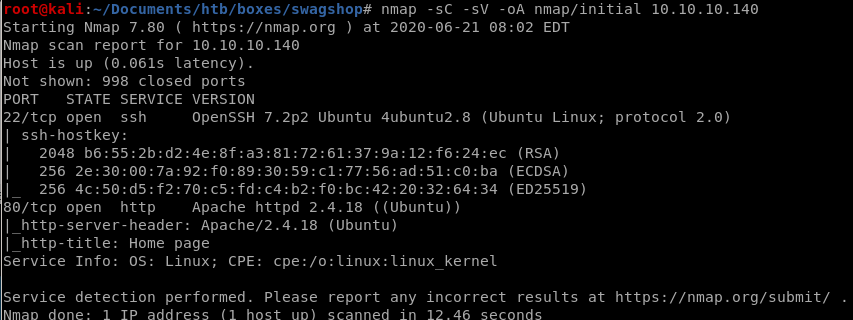 root@kali:~/Documents/htb/boxes/swagshop# nmap -sC -sV -oA nmap/initial 10.10.10.140
Starting Nmap 7.80 ( https://nmap.org ) at 2020-06-21 08:02 EDT
Nmap scan report for 10.10.10.140
Host is up (0.061s latency).
Not shown: 998 closed ports
PORT   STATE SERVICE VERSION
22/tcp open  ssh     OpenSSH 7.2p2 Ubuntu 4ubuntu2.8 (Ubuntu Linux; protocol 2.0)
| ssh-hostkey:
|   2048 b6:55:2b:d2:4e:8f:a3:81:72:61:37:9a:12:f6:24:ec (RSA)
|   256 2e:30:00:7a:92:f0:89:30:59:c1:77:56:ad:51:c0:ba (ECDSA)
|_  256 4c:50:d5:f2:70:c5:fd:c4:b2:f0:bc:42:20:32:64:34 (ED25519)
80/tcp open  http    Apache httpd 2.4.18 ((Ubuntu))
|_http-server-header: Apache/2.4.18 (Ubuntu)
|_http-title: Home page
Service Info: OS: Linux; CPE: cpe:/o:linux:linux_kernel
Service detection performed. Please report any incorrect results at https://nmap.org/submit/ .
Nmap done: 1 IP address (1 host up) scanned in 12.46 seconds